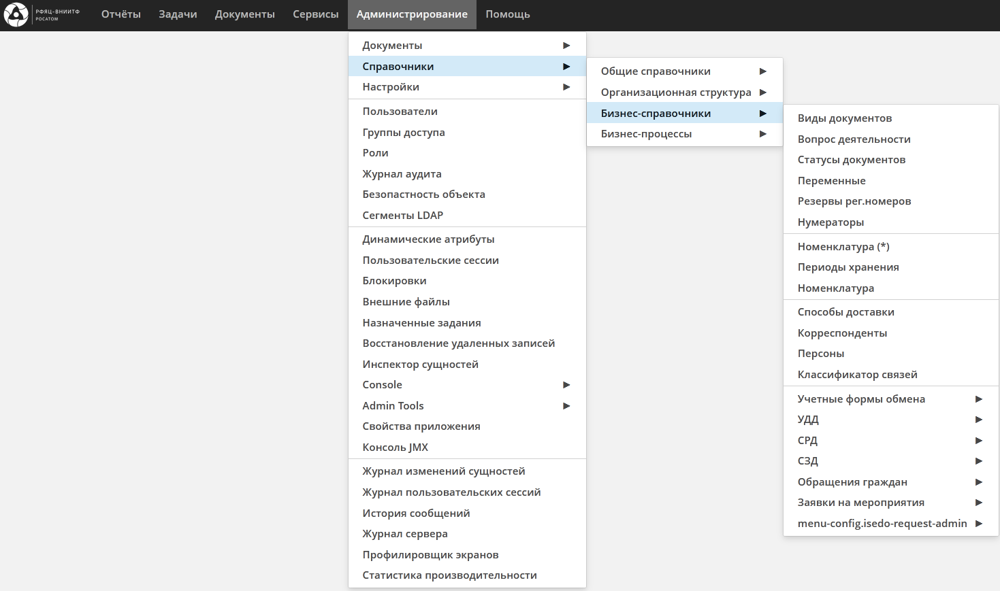 РФЯЦ-ВНИИТФ
РОСАТОМ
Отчёты Задачи Документы Сервисы Администрирование Помощь
Документы
Справочники
Настройки
Пользователи
Группы доступа
Роли
Журнал аудита
Безопастность объекта
Сегменты LDAP
Динамические атрибуты
Пользовательские сессии
Блокировки
Внешние файлы
Назначенные задания
Восстановление удаленных записей
Инспектор сущностей
Console
Admin Tools
Свойства приложения
Консоль JMX
Журнал изменений сущностей
Журнал пользовательских сессий
История сообщений
Журнал сервера
Профилировщик экранов
Статистика производительности
Общие справочники
Организационная структура
Бизнес-справочники
Бизнес-процессы
Виды документов
Вопрос деятельности
Статусы документов
Переменные
Резервы рег.номеров
Нумераторы
Номенклатура (*)
Периоды хранения
Номенклатура
Способы доставки
Корреспонденты
Персоны
Классификатор связей
Учетные формы обмена
УДД
СРД
СЗД
Обращения граждан
Заявки на мероприятия
menu-config.isedo-request-admin